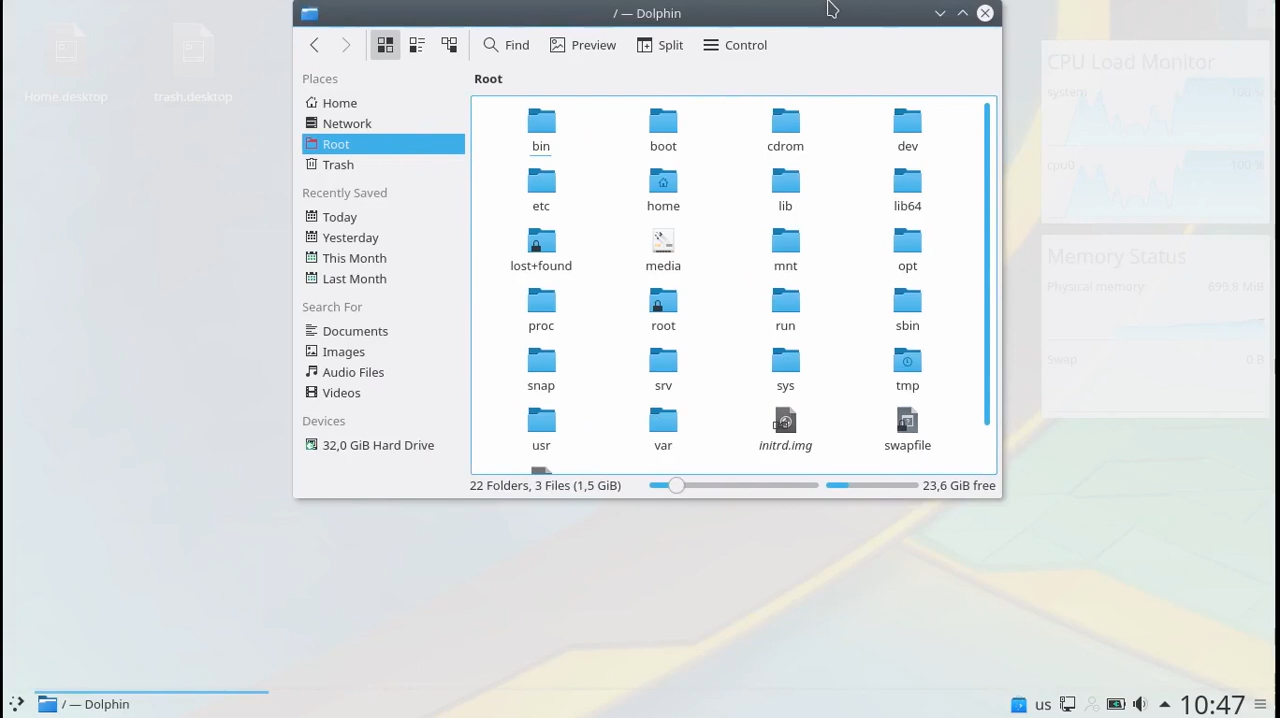 / — Dolphin
Find Preview Split Control
Home.desktop
trash.desktop
Places
Home
Network
Root
Trash
Recently Saved
Today
Yesterday
This Month
Last Month
Search For
Documents
Images
Audio Files
Videos
Devices
32,0 GiB Hard Drive
Root
bin boot cdrom dev
etc home lib lib64
lost+found media mnt opt
proc root run sbin
snap srv sys tmp
usr var initrd.img swapfile
22 Folders, 3 Files (1,5 GiB) 23,6 GiB free
CPU Load Monitor
system 100 %
cpu0 100 %
Memory Status
Physical memory 699,8 MiB
Swap 0 B
/ — Dolphin us 10:47